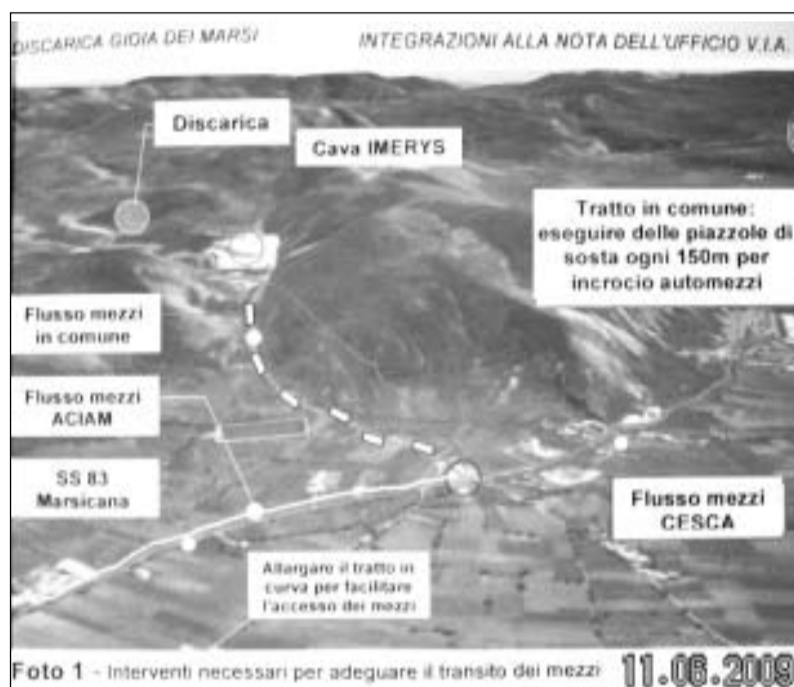 DISCARICA GIOIA DEI MARSI
INTEGRAZIONI ALLA NOTA DELL'UFFICIO V.I.A.
Discarica
Cava IMERYS
Tratto in comune:
eseguire delle piazzole di
sosta ogni 150m per
incrocio automezzi
Flusso mezzi
in comune
Flusso mezzi
ACIAM
SS 83
Marsicana
Flusso mezzi
CESCA
Allargare il tratto in
curva per facilitare
l'accesso dei mezzi
Foto 1 - Interventi necessari per adeguare il transito dei mezzi
11.06.2009